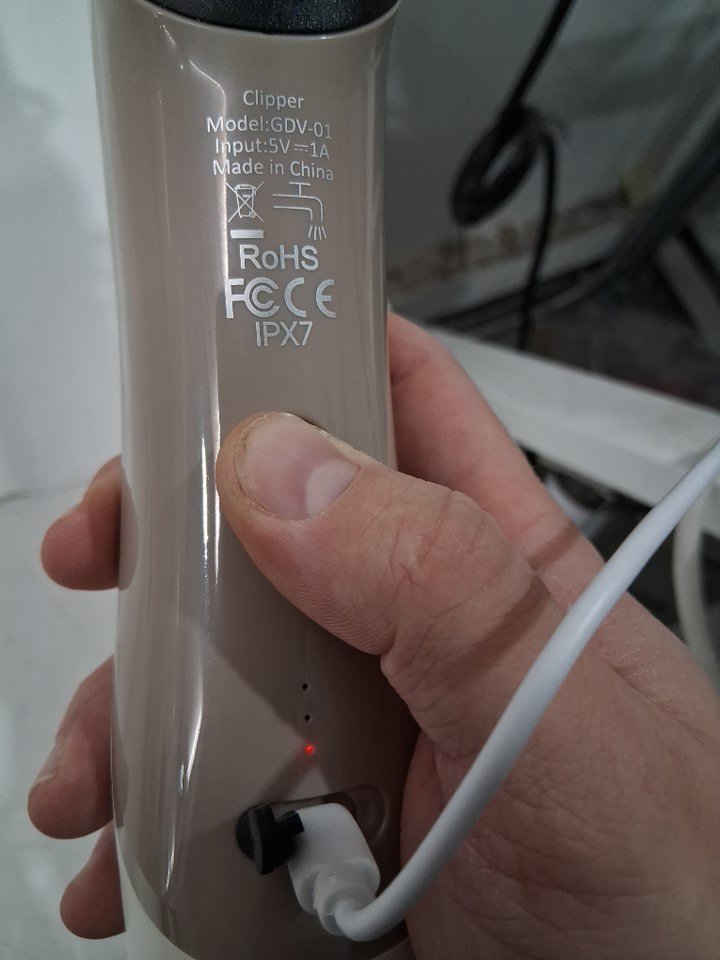 Clipper
Model:GDV-01
Input:5V⎓1A
Made in China
RoHS
FC CE
IPX7